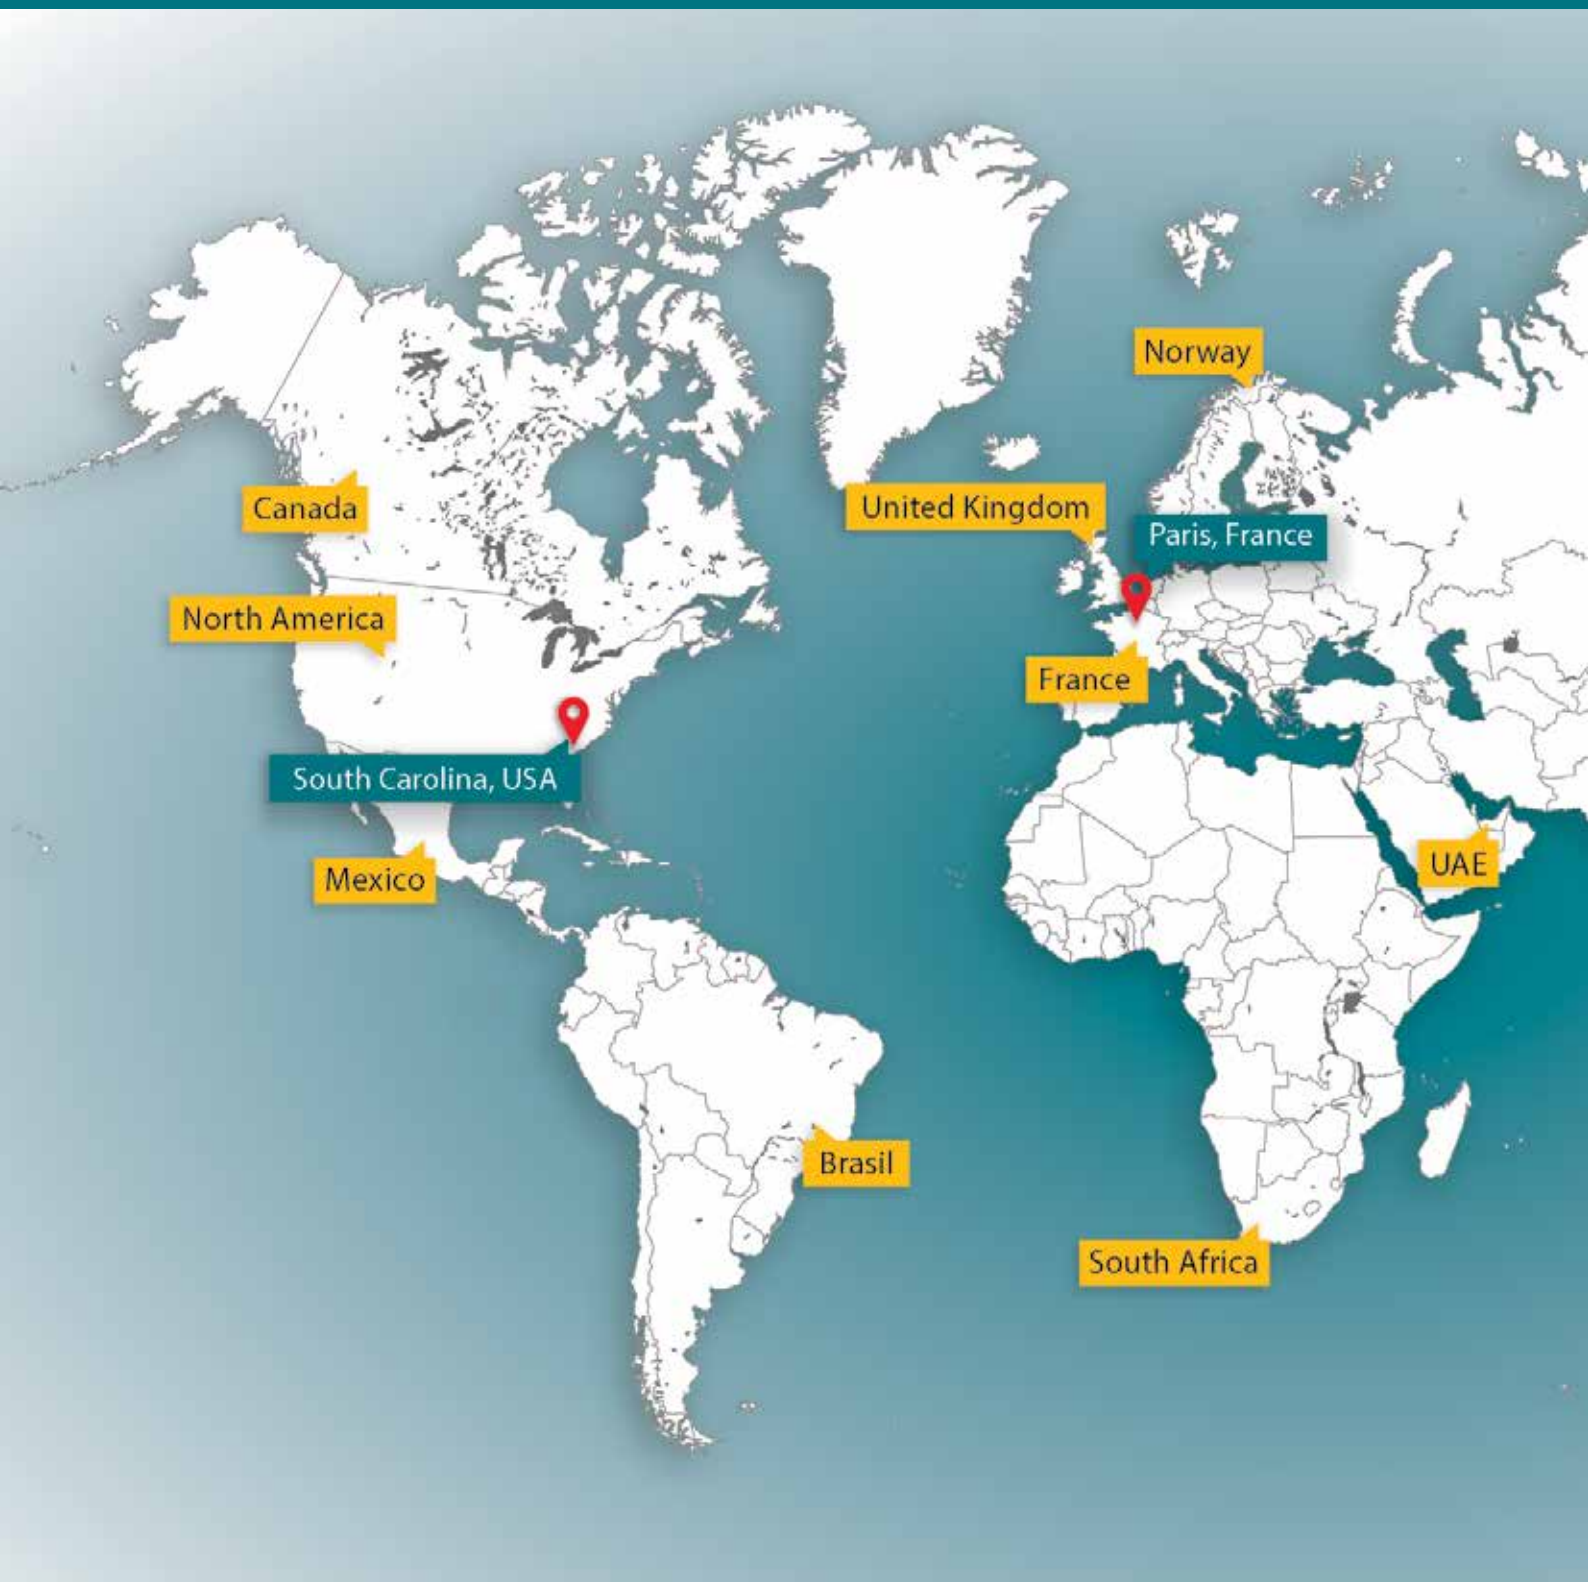 Norway
Canada
United Kingdom
Paris, France
North America
France
South Carolina, USA
UAE
Mexico
Brasil
South Africa